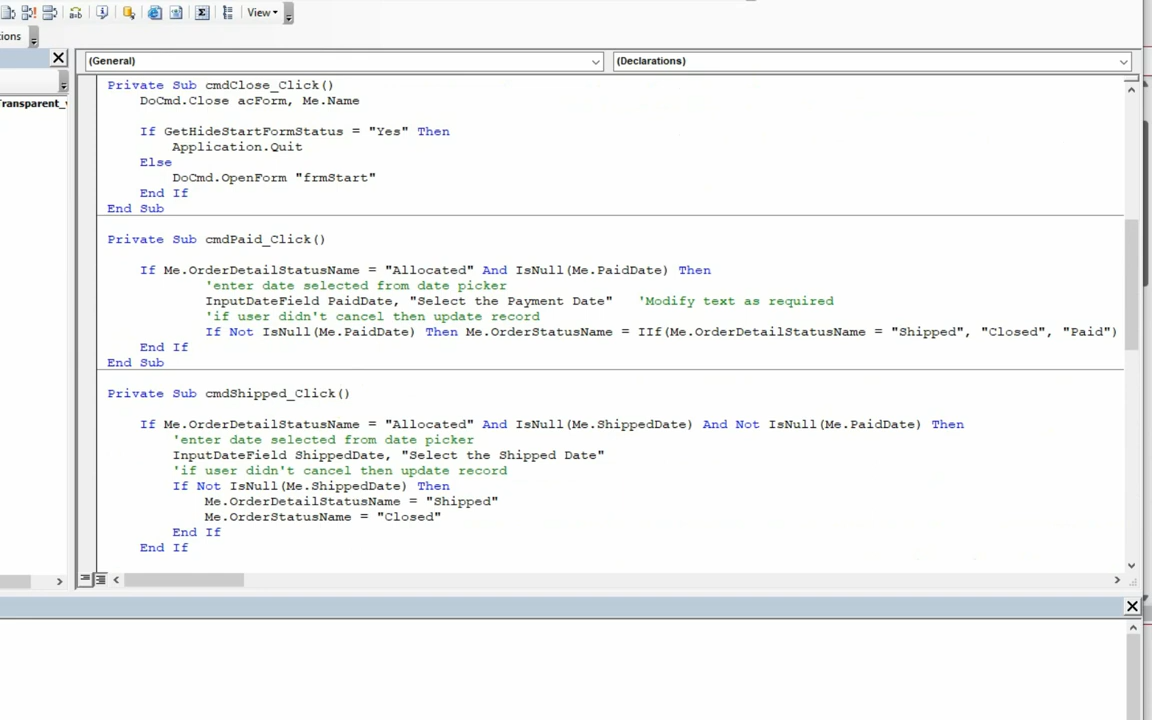 View
ions
(General)
(Declarations)
Transparent_
Private Sub cmdClose_Click()
DoCmd.Close acForm, Me.Name
If GetHideStartFormStatus = "Yes" Then
Application.Quit
Else
DoCmd.OpenForm "frmStart"
End If
End Sub
Private Sub cmdPaid_Click()
If Me.OrderDetailStatusName = "Allocated" And IsNull(Me.PaidDate) Then
'enter date selected from date picker
InputDateField PaidDate, "Select the Payment Date" 'Modify text as required
'if user didn't cancel then update record
If Not IsNull(Me.PaidDate) Then Me.OrderStatusName = IIf(Me.OrderDetailStatusName = "Shipped", "Closed", "Paid")
End If
End Sub
Private Sub cmdShipped_Click()
If Me.OrderDetailStatusName = "Allocated" And IsNull(Me.ShippedDate) And Not IsNull(Me.PaidDate) Then
'enter date selected from date picker
InputDateField ShippedDate, "Select the Shipped Date"
'if user didn't cancel then update record
If Not IsNull(Me.ShippedDate) Then
Me.OrderDetailStatusName = "Shipped"
Me.OrderStatusName = "Closed"
End If
End If